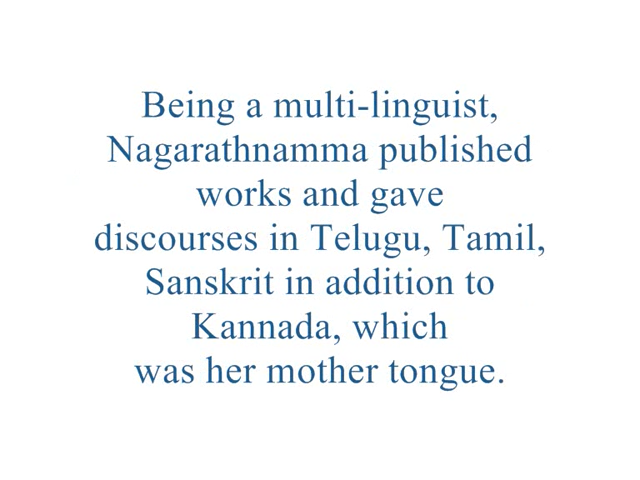 Being a multi-linguist,
Nagarathnamma published
works and gave
discourses in Telugu, Tamil,
Sanskrit in addition to
Kannada, which
was her mother tongue.